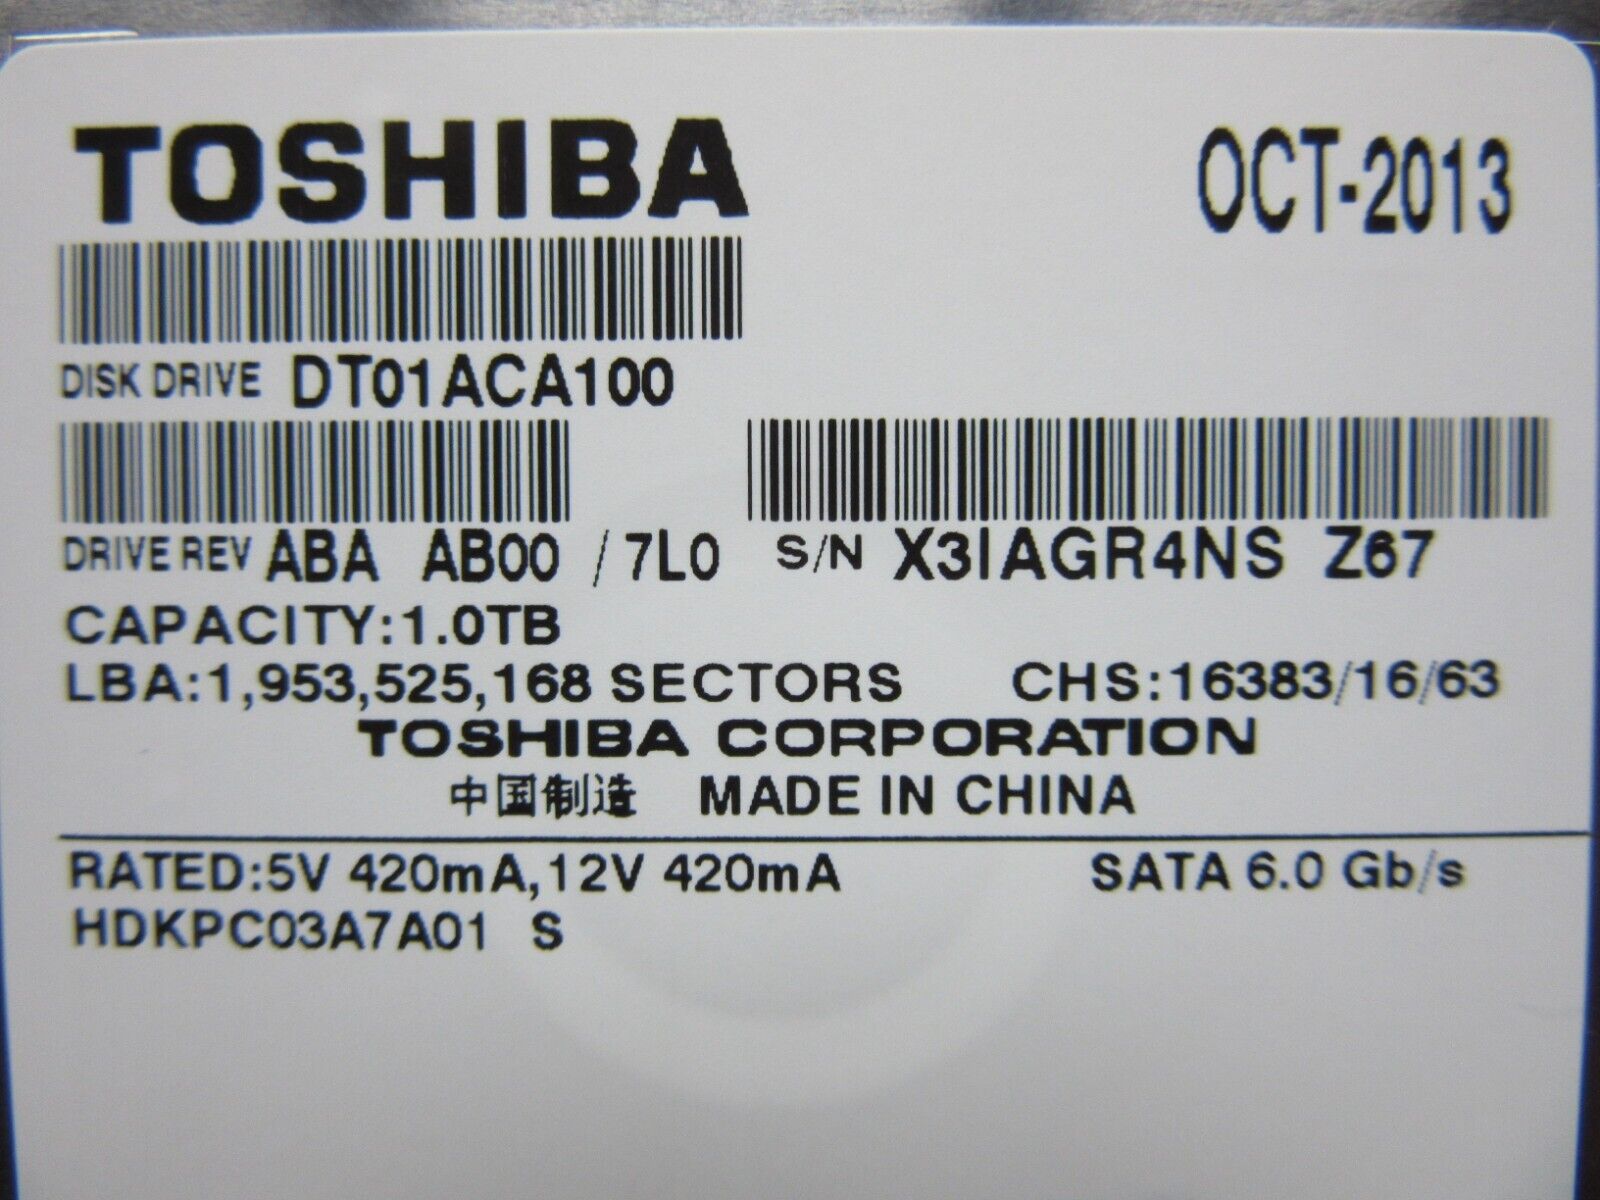 TOSHIBA OCT-2013
DISK DRIVE DT01ACA100
DRIVE REV ABA AB00 / 7L0 S/N X3IAGR4NS Z67
CAPACITY:1.0TB
LBA:1,953,525,168 SECTORS CHS:16383/16/63
TOSHIBA CORPORATION
中国制造 MADE IN CHINA
RATED:5V 420mA,12V 420mA SATA 6.0 Gb/s
HDKPC03A7A01 S